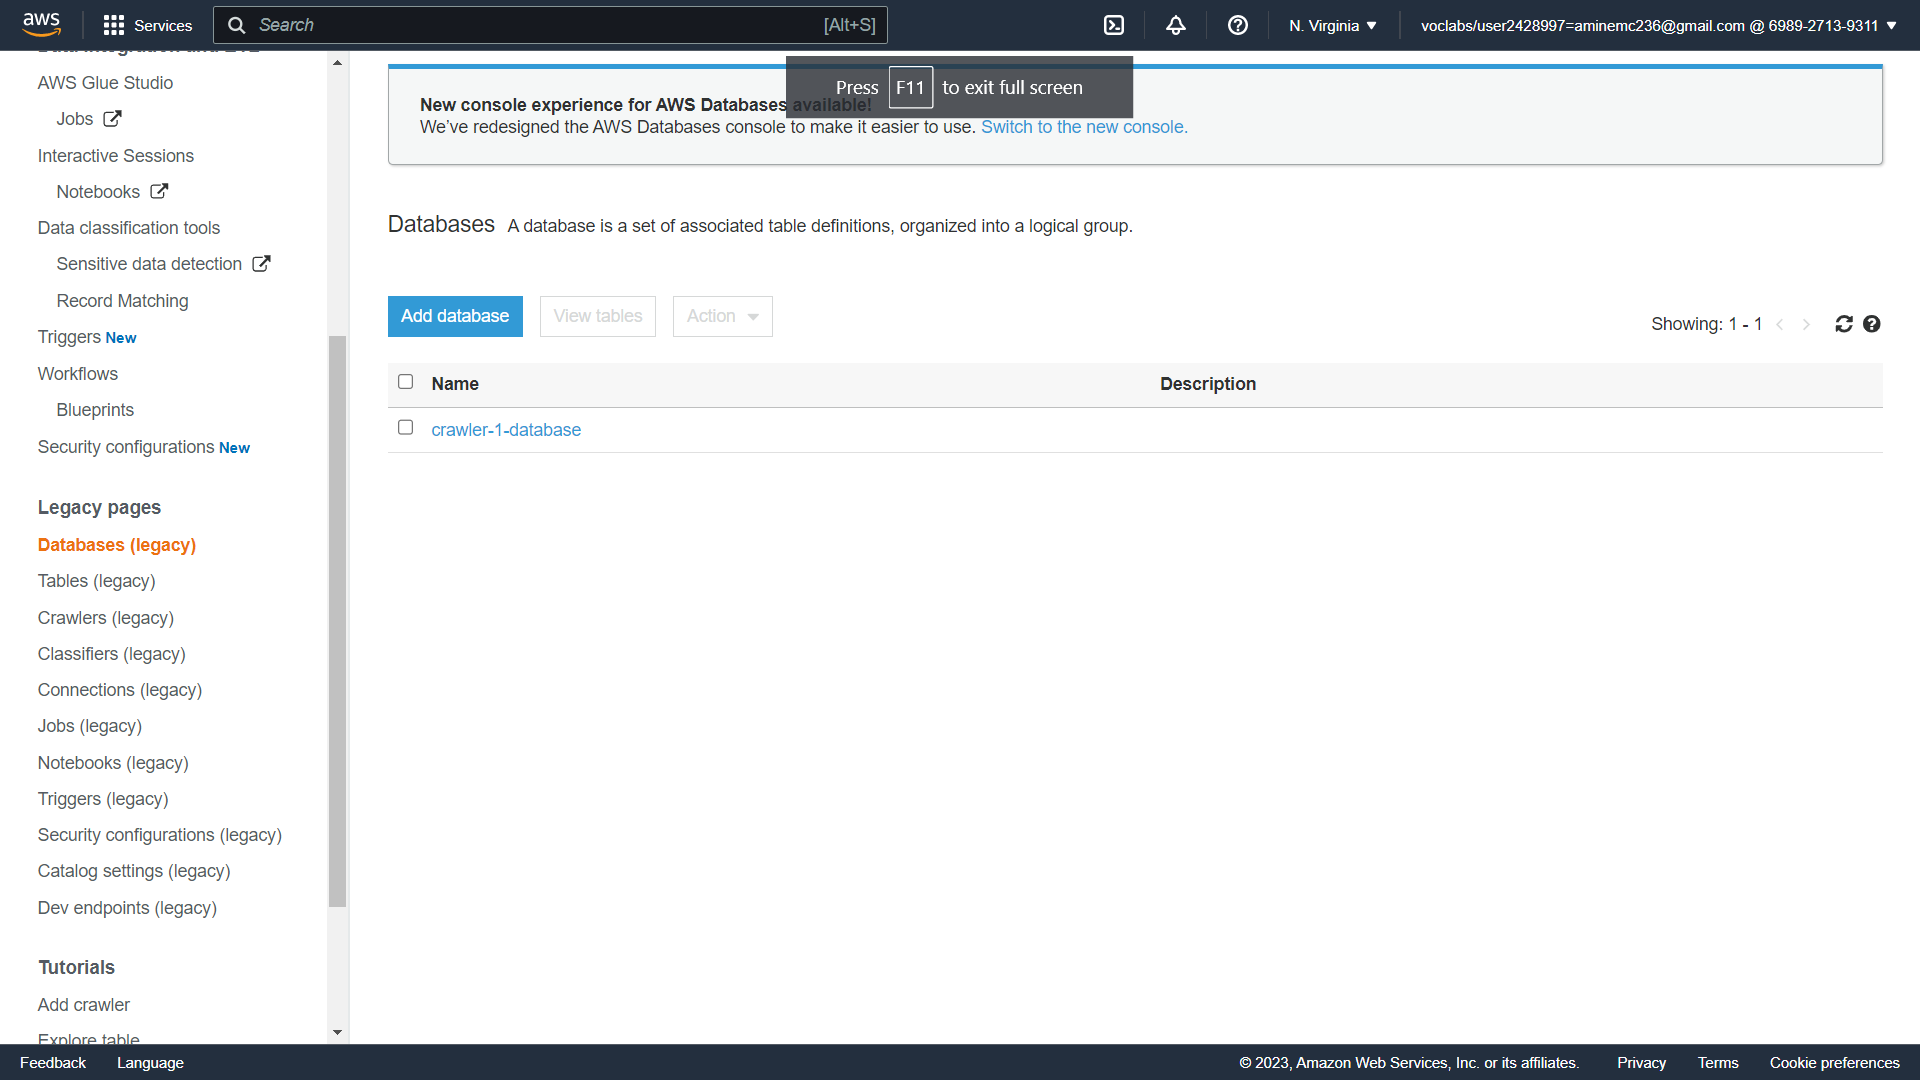 aws
Services
Search
[Alt+S]
N. Virginia
voclabs/user2428997=aminemc236@gmail.com @ 6989-2713-9311
AWS Glue Studio
Jobs
Interactive Sessions
Notebooks
Data classification tools
Sensitive data detection
Record Matching
Triggers New
Workflows
Blueprints
Security configurations New
Legacy pages
Databases (legacy)
Tables (legacy)
Crawlers (legacy)
Classifiers (legacy)
Connections (legacy)
Jobs (legacy)
Notebooks (legacy)
Triggers (legacy)
Security configurations (legacy)
Catalog settings (legacy)
Dev endpoints (legacy)
Tutorials
Add crawler
Explore table
Press F11 to exit full screen
New console experience for AWS Databases available!
We've redesigned the AWS Databases console to make it easier to use. Switch to the new console.
Databases A database is a set of associated table definitions, organized into a logical group.
Add database
View tables
Action
Showing: 1 - 1
Name
Description
crawler-1-database
Feedback
Language
© 2023, Amazon Web Services, Inc. or its affiliates.
Privacy
Terms
Cookie preferences